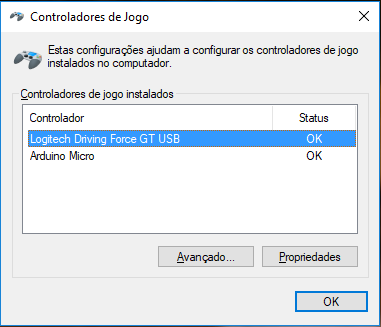 Controladores de Jogo
Estas configurações ajudam a configurar os controladores de jogo
instalados no computador.
Controladores de jogo instalados
Controlador Status
Logitech Driving Force GT USB OK
Arduino Micro OK
Avançado... Propriedades
OK